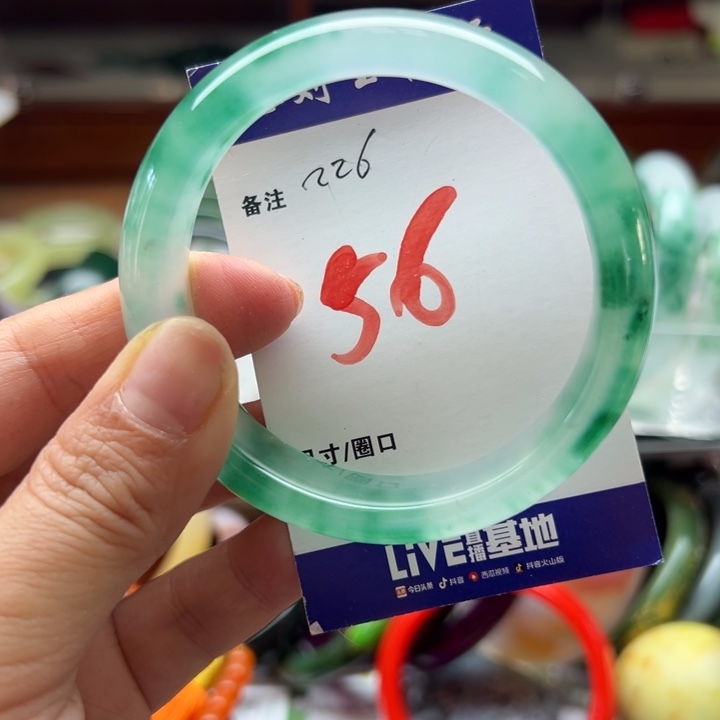 备注 226
56
尺寸/圈口
LiVE直播基地
今日头条 抖音 西瓜视频 抖音火山版